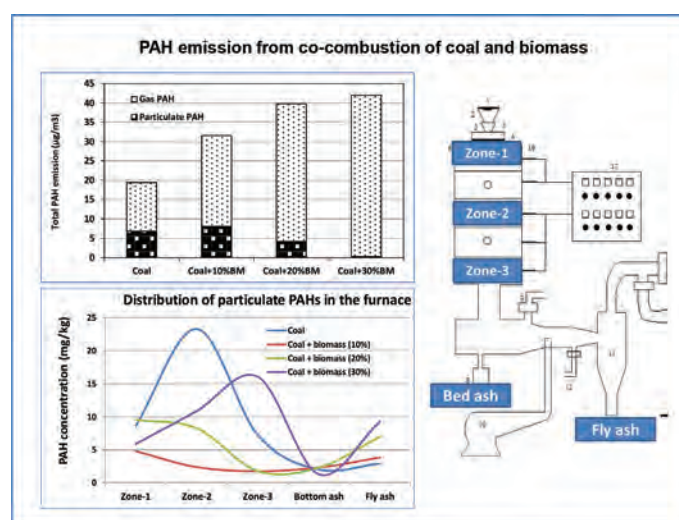 PAH emission from co-combustion of coal and biomass
45
40
35
30
25
20
15
10
5
0
Total PAH emission (µg/m3)
Gas PAH
Particulate PAH
Coal
Coal+10%BM
Coal+20%BM
Coal+30%BM
Distribution of particulate PAHs in the furnace
25
20
15
10
5
0
PAH concentration (mg/kg)
Coal
Coal + biomass (10%)
Coal + biomass (20%)
Coal + biomass (30%)
Zone-1
Zone-2
Zone-3
Bottom ash
Fly ash
Zone-1
Zone-2
Zone-3
Bed ash
Fly ash